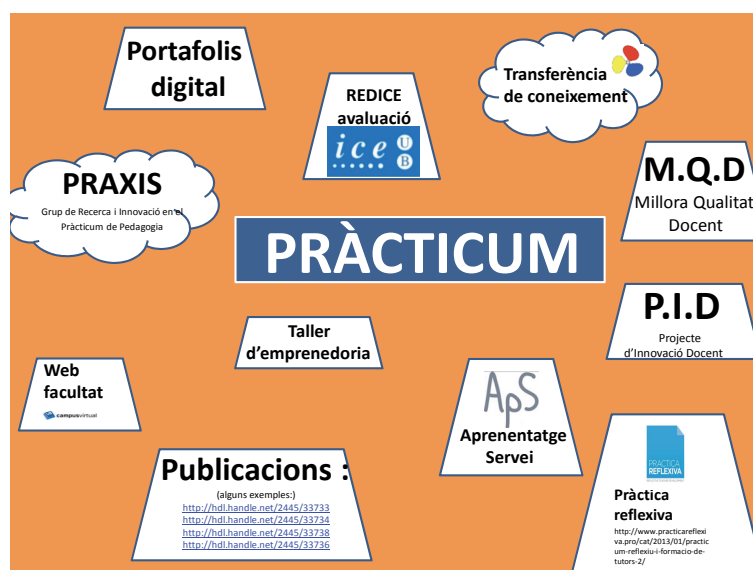 Portafolis
digital
REDICE
avaluació
ice UB
Transferència
de coneixement
PRAXIS
Grup de Recerca i Innovació en el
Pràcticum de Pedagogia
M.Q.D
Millora Qualitat
Docent
PRÀCTICUM
P.I.D
Projecte
d'Innovació Docent
Taller
d'emprenedoria
Web
facultat
campusvirtual
ApS
Aprenentatge
Servei
Publicacions :
(alguns exemples:)
http://hdl.handle.net/2445/33733
http://hdl.handle.net/2445/33734
http://hdl.handle.net/2445/33738
http://hdl.handle.net/2445/33736
PRACTICA
REFLEXIVA
Pràctica
reflexiva
http://www.practicareflexi
va.pro/cat/2013/01/practic
um-reflexiu-i-formacio-de-
tutors-2/